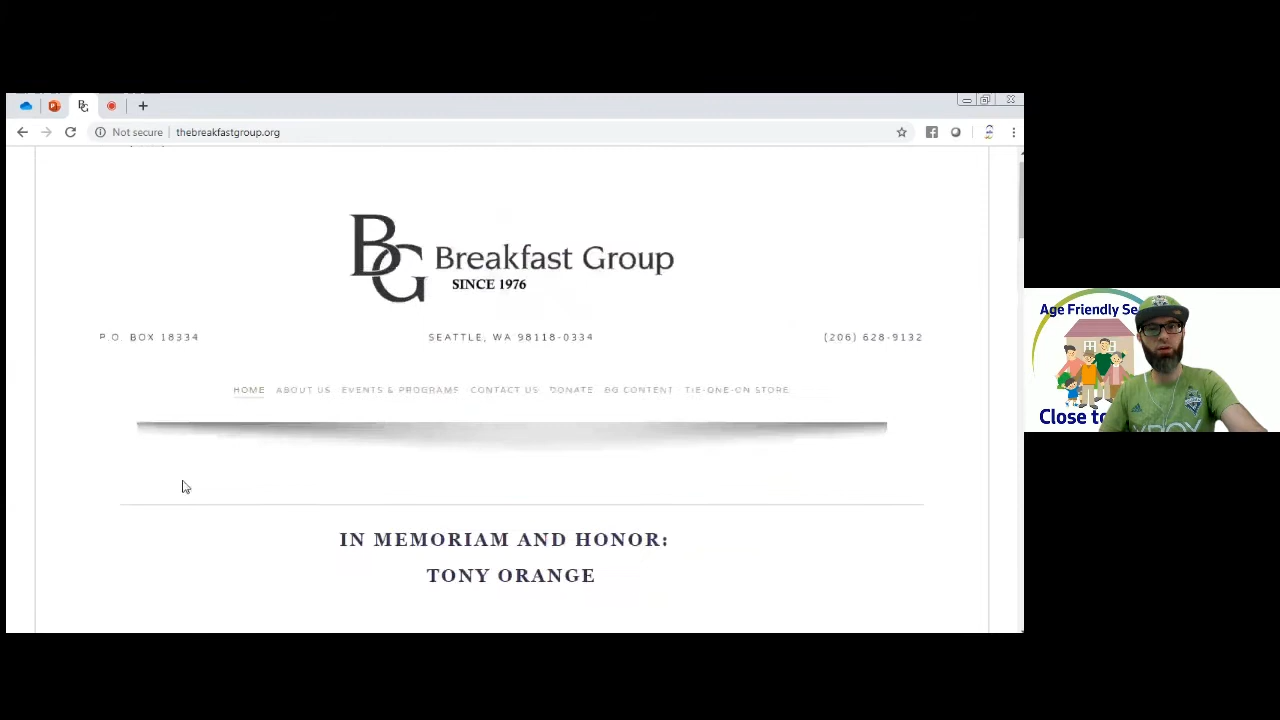 Not secure
thebreakfastgroup.org
BG Breakfast Group
SINCE 1976
P.O. BOX 18334
SEATTLE, WA 98118-0334
(206) 628-9132
HOME ABOUT US EVENTS & PROGRAMS CONTACT US DONATE BG CONTENT TIE-ONE-ON STORE
IN MEMORIAM AND HONOR:
TONY ORANGE
Age Friendly Se
Close to
XBOX